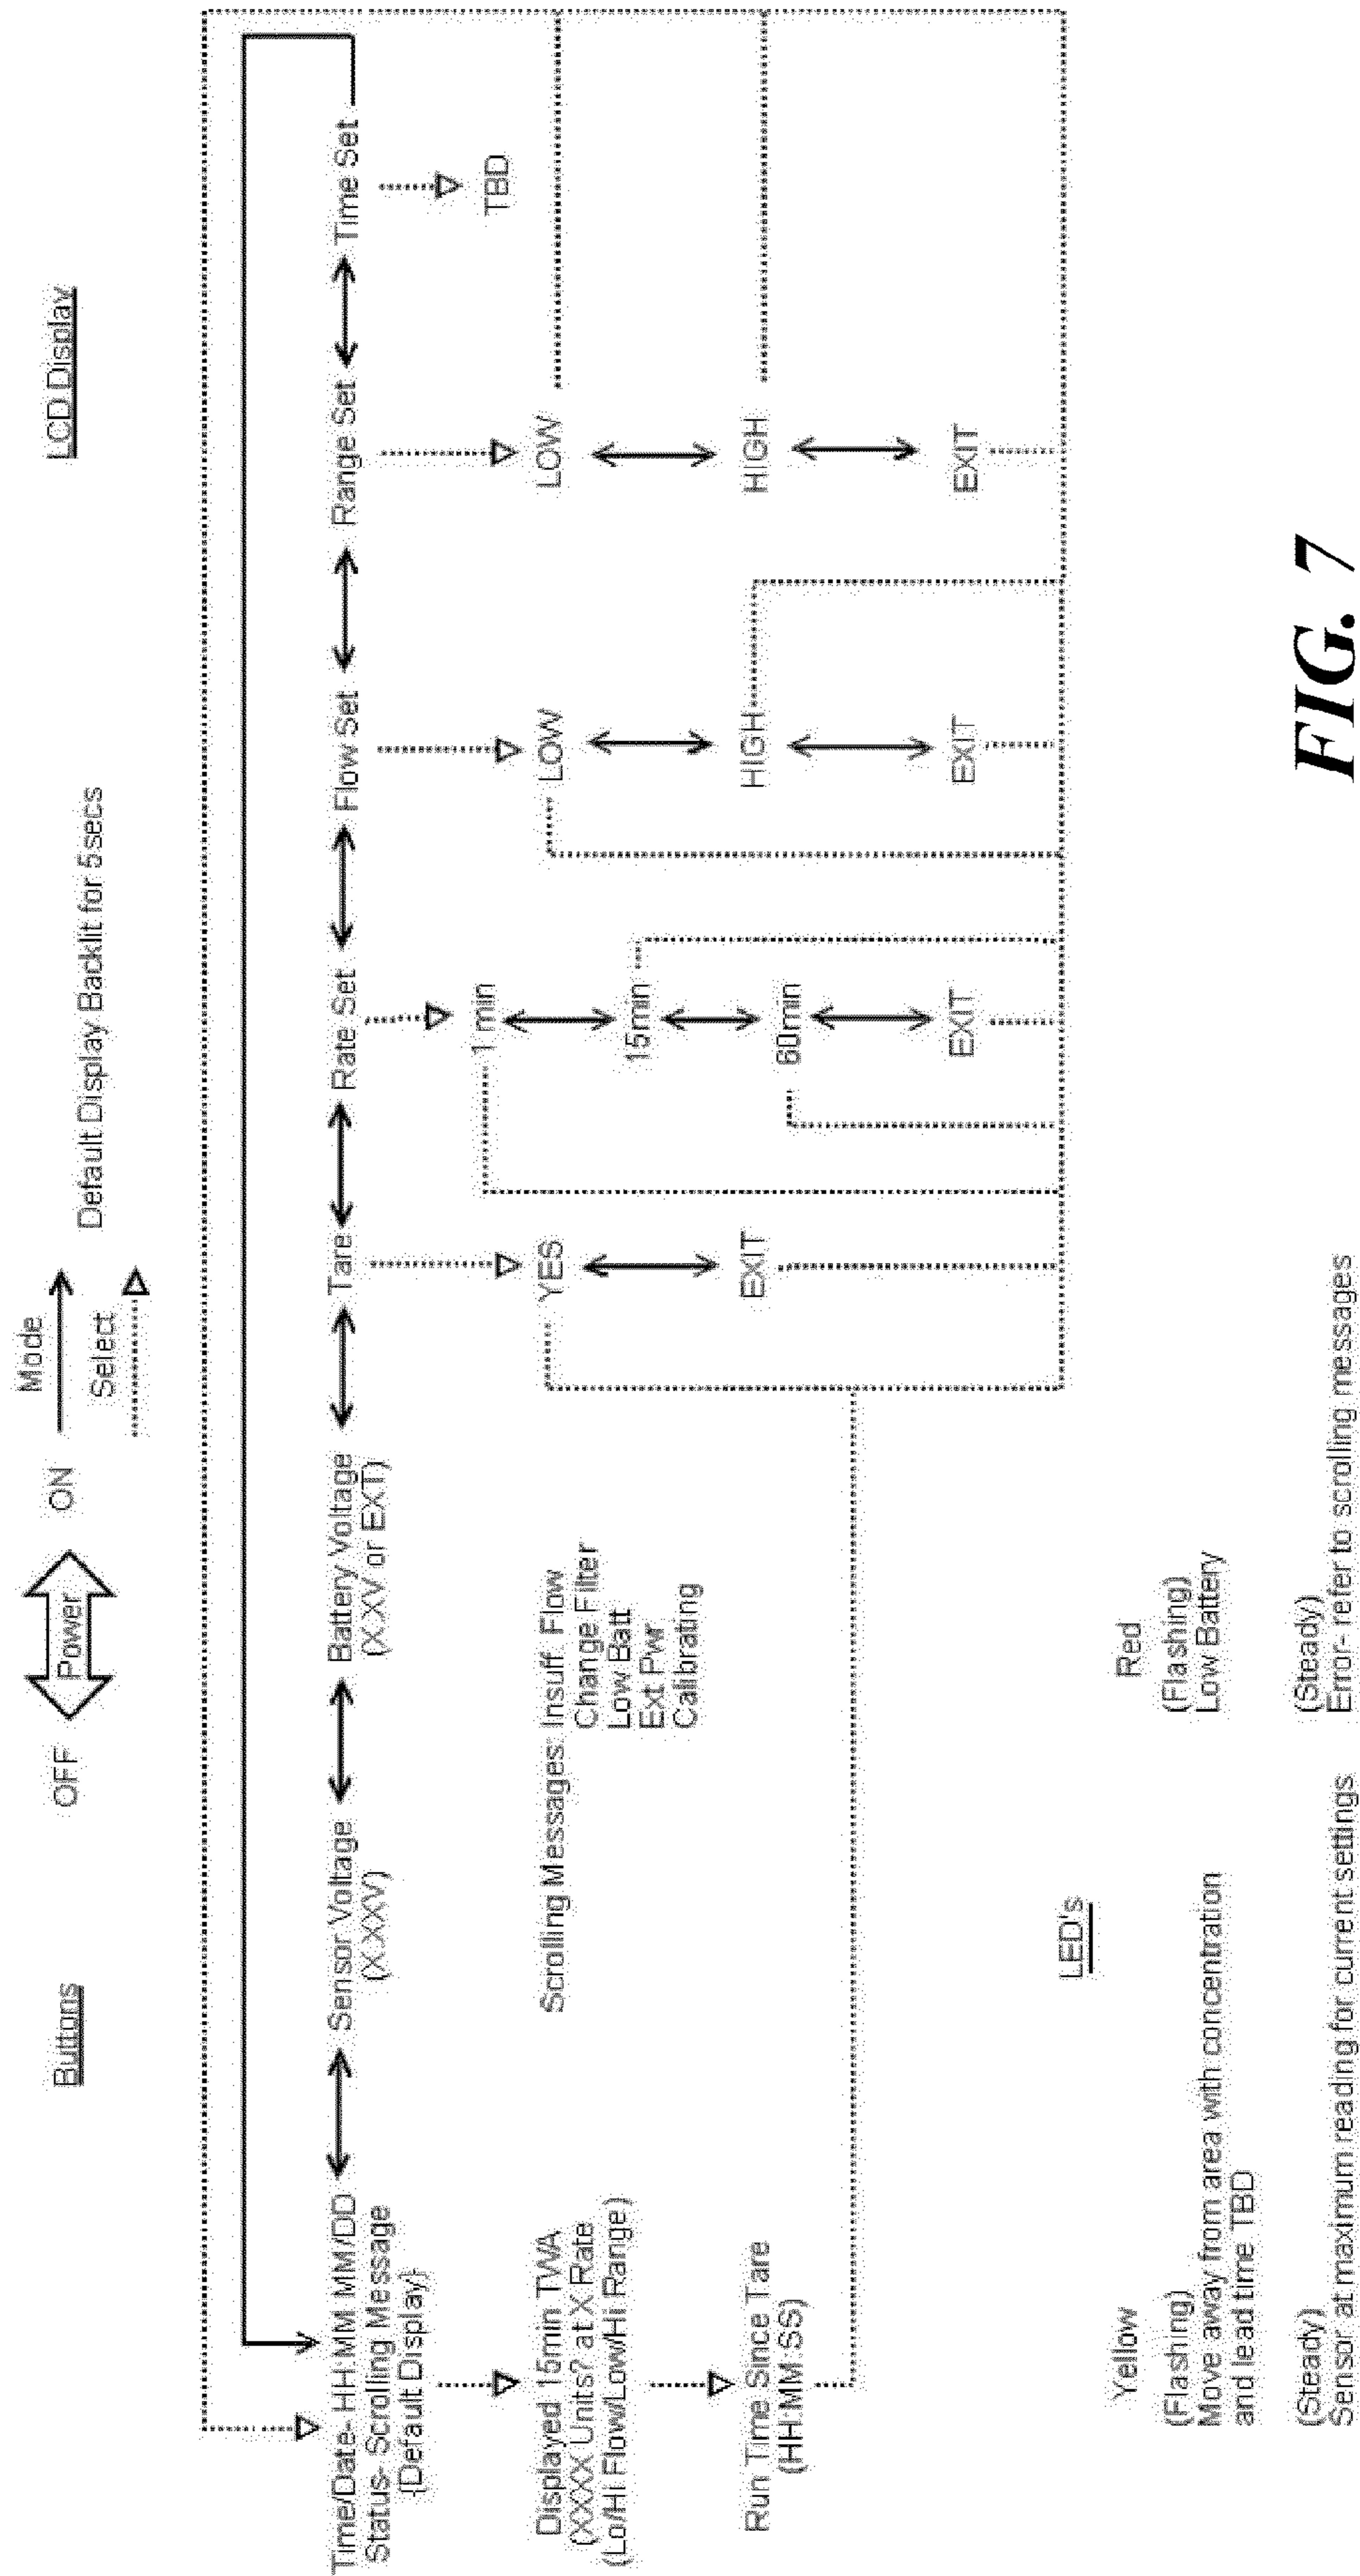 Buttons
OFF
Power
ON
Mode
Select
Default Display Backlit for 5secs
LCD Display
Time/Date- HH:MM MM/DD
Status- Scrolling Message
-{Default Display}-
Sensor Voltage
(X.XXV)
Battery Voltage
(X.XV or EXT)
Tare
Rate Set
Flow Set
Range Set
Time Set
Displayed 15min TWA
(XXXX Units? at X Rate
(Lo/Hi Flow/Low/Hi Range)
Run Time Since Tare
(HH:MM:SS)
Scrolling Messages: Insuff. Flow
Change Filter
Low Batt
Ext Pwr
Calibrating
YES
EXIT
1 min
15min
60min
EXIT
LOW
HIGH
EXIT
LOW
HIGH
EXIT
TBD
LED's
Yellow
(Flashing)
Move away from area with concentration
and lead time TBD
(Steady)
Sensor at maximum reading for current settings
Red
(Flashing)
Low Battery
(Steady)
Error- refer to scrolling messages
FIG. 7